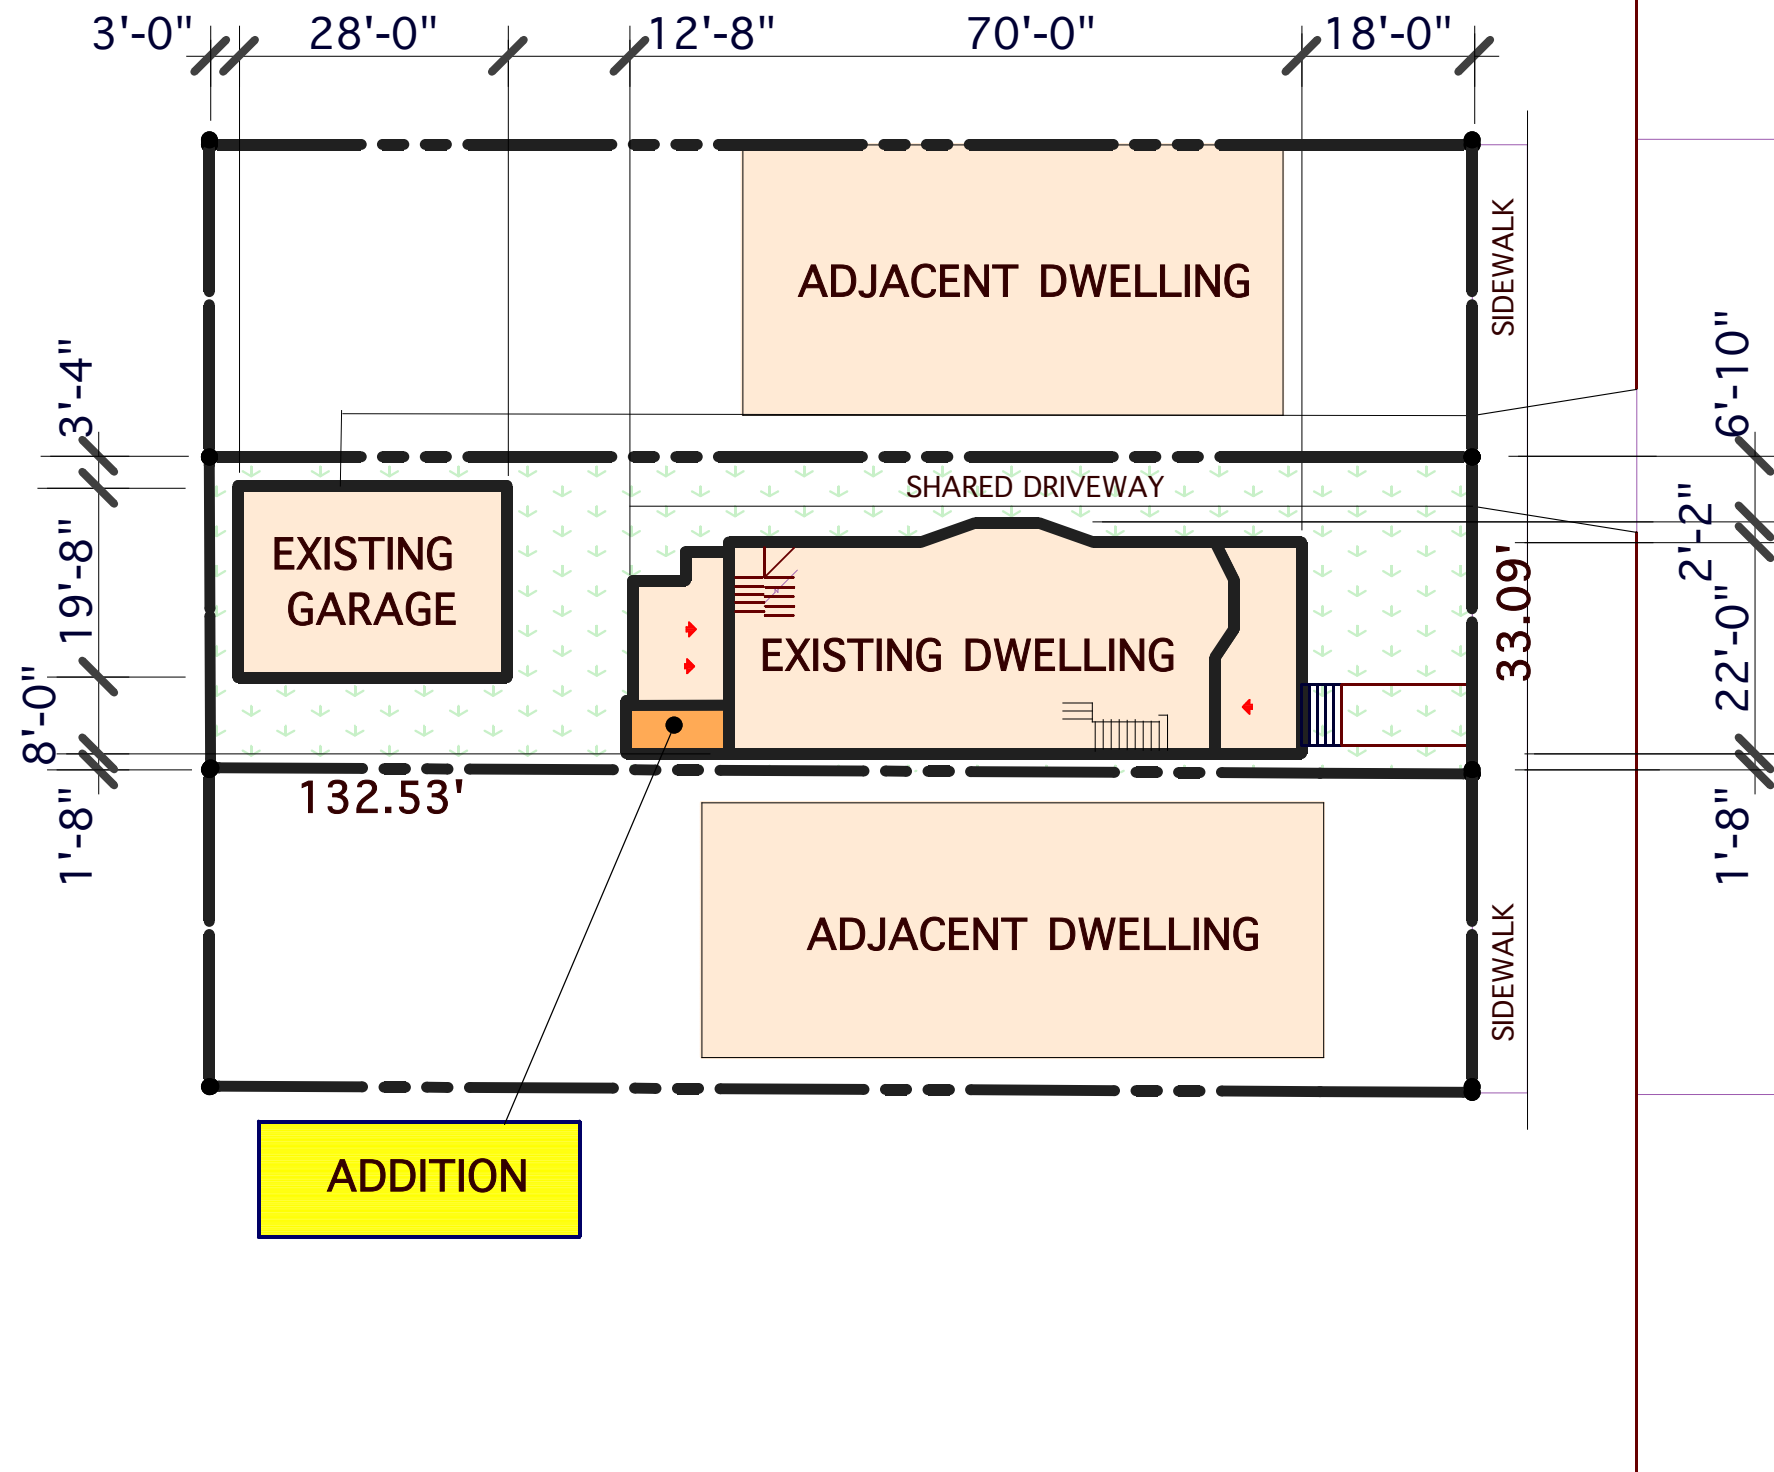 3'-0"
28'-0"
12'-8"
70'-0"
18'-0"
ADJACENT DWELLING
SIDEWALK
3'-4"
6'-10"
SHARED DRIVEWAY
2'-2"
EXISTING
GARAGE
19'-8"
33.09'
EXISTING DWELLING
22'-0"
8'-0"
132.53'
1'-8"
1'-8"
ADJACENT DWELLING
SIDEWALK
ADDITION